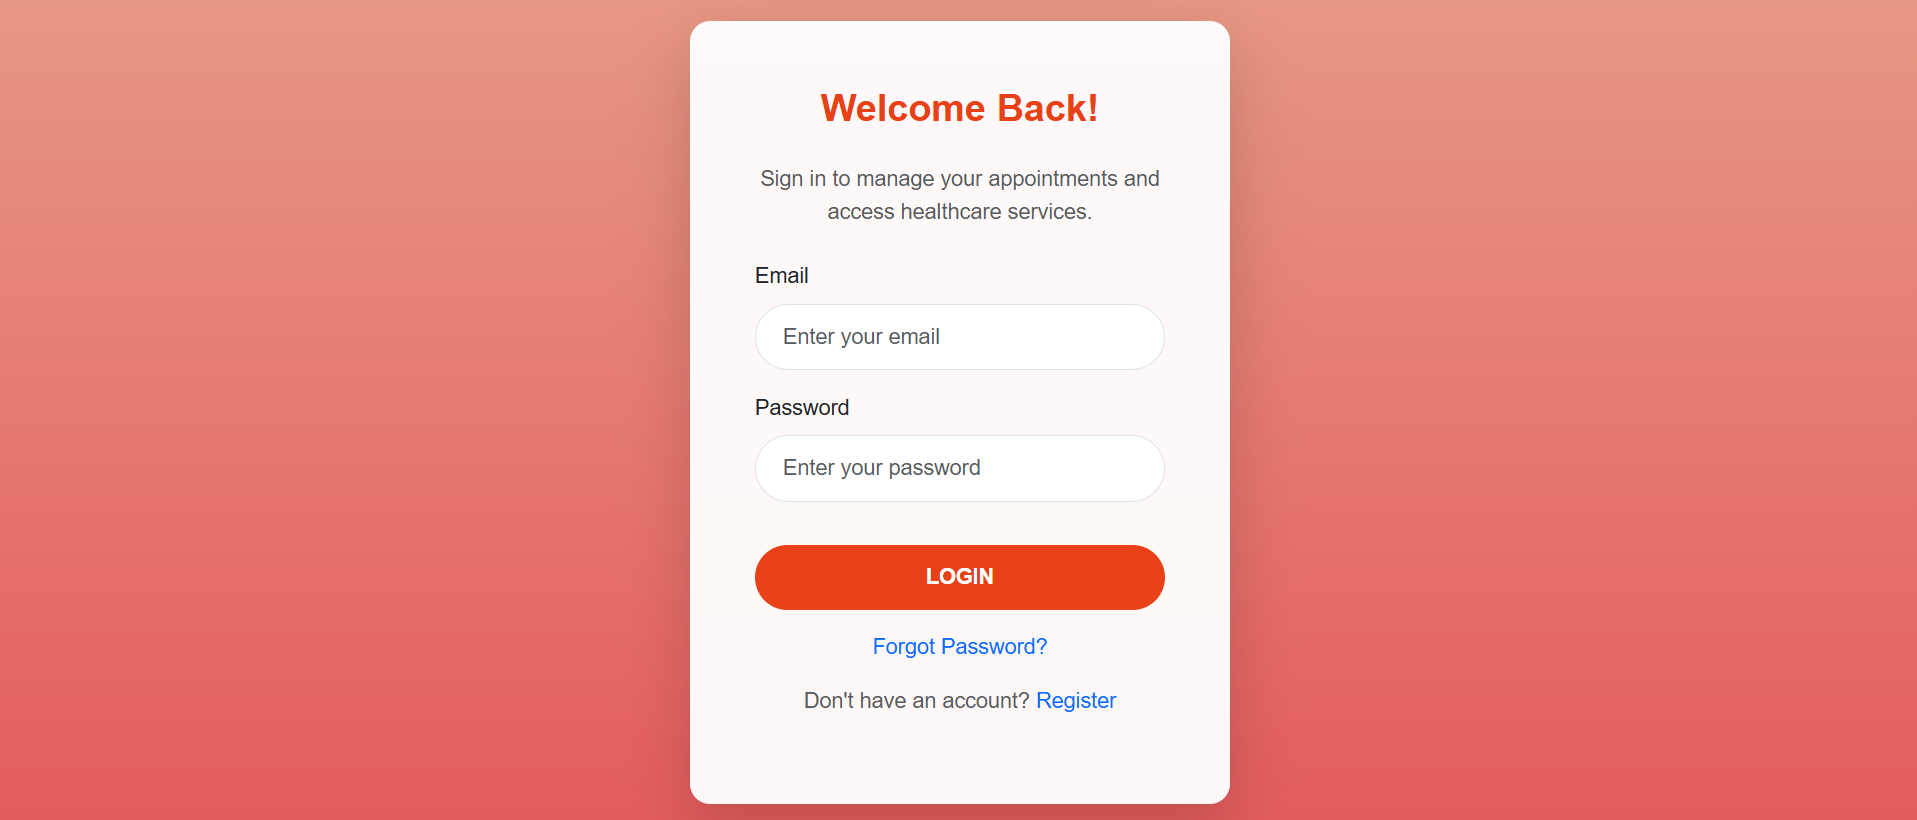 Welcome Back!
Sign in to manage your appointments and
access healthcare services.
Email
Enter your email
Password
Enter your password
LOGIN
Forgot Password?
Don't have an account? Register